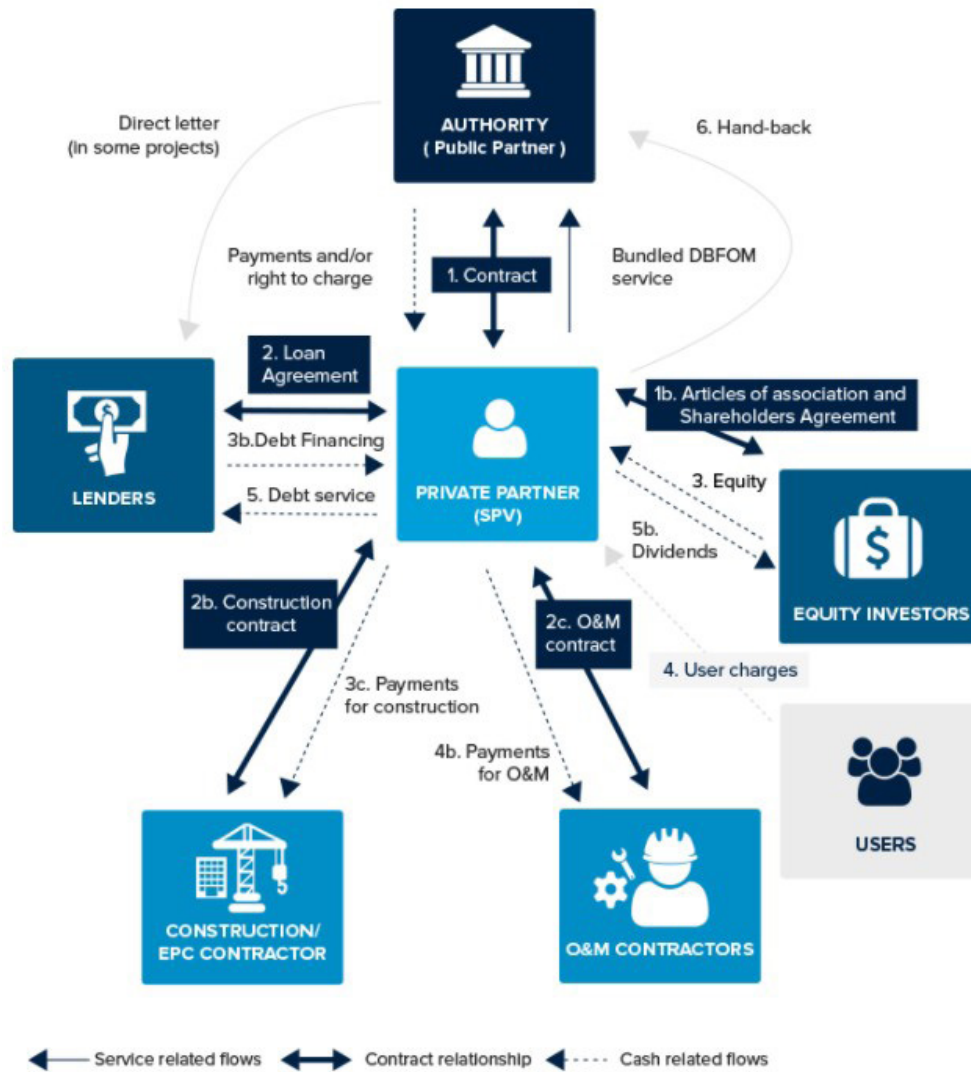 AUTHORITY
( Public Partner )
Direct letter
(in some projects)
6. Hand-back
Payments and/or
right to charge
1. Contract
Bundled DBFOM
service
2. Loan
Agreement
1b. Articles of association and
Shareholders Agreement
3b.Debt Financing
LENDERS
5. Debt service
PRIVATE PARTNER
(SPV)
3. Equity
5b.
Dividends
EQUITY INVESTORS
2b. Construction
contract
2c. O&M
contract
4. User charges
3c. Payments
for construction
4b. Payments
for O&M
USERS
CONSTRUCTION/
EPC CONTRACTOR
O&M CONTRACTORS
Service related flows
Contract relationship
Cash related flows